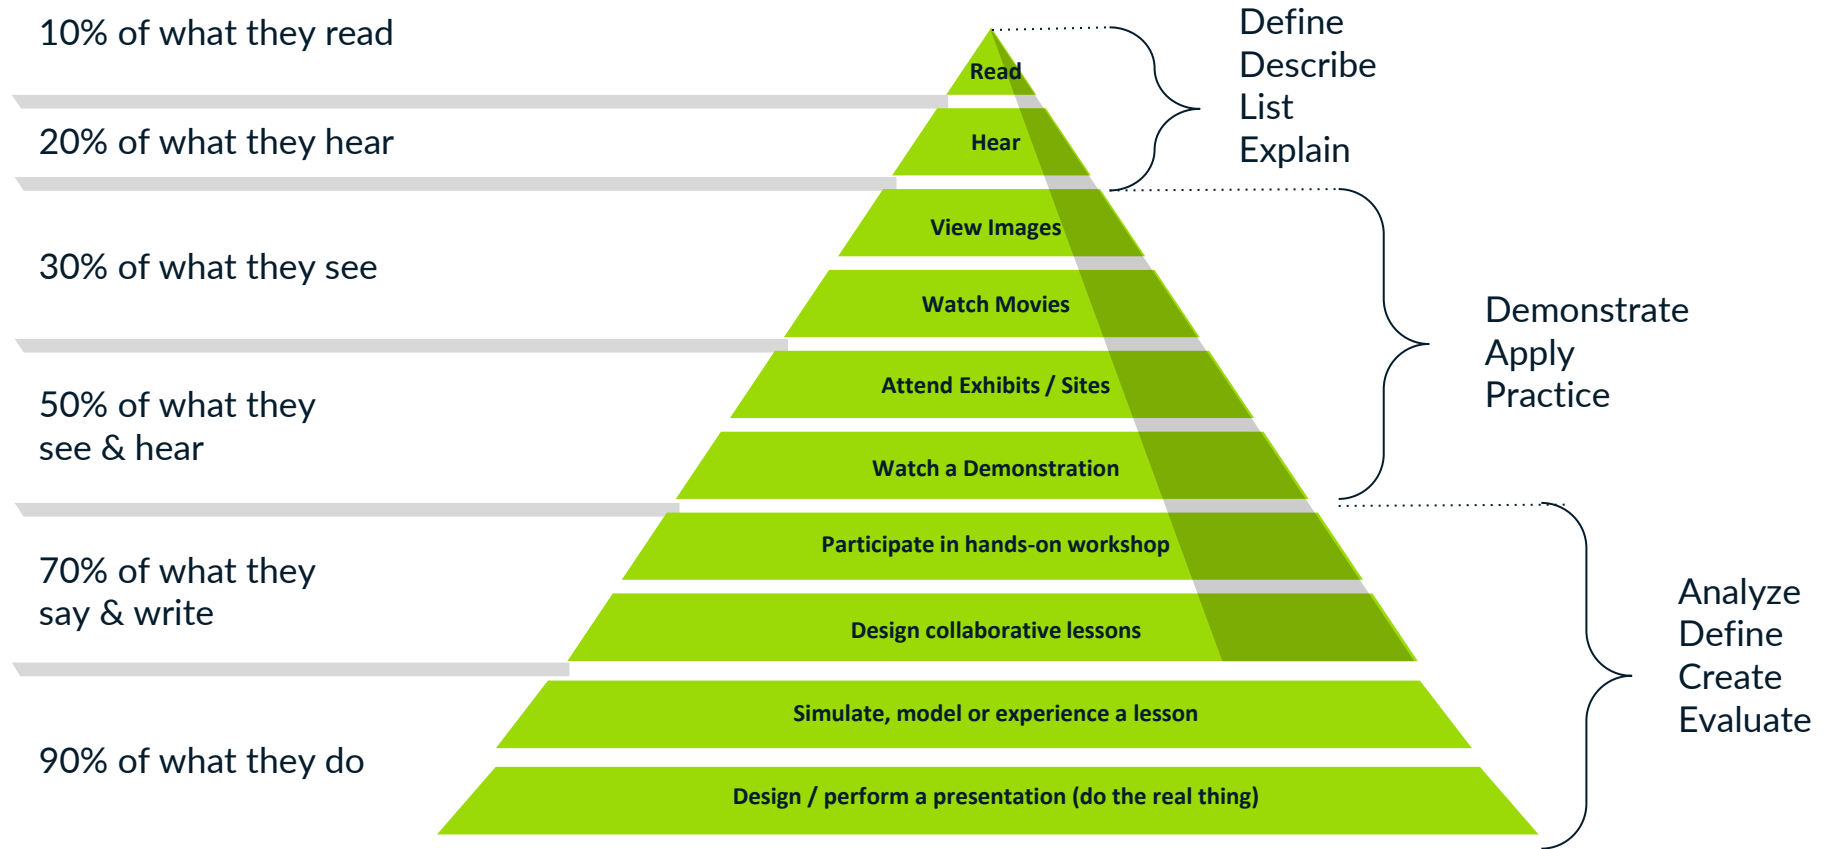 10% of what they read
20% of what they hear
30% of what they see
50% of what they
see & hear
70% of what they
say & write
90% of what they do
Read
Hear
View Images
Watch Movies
Attend Exhibits / Sites
Watch a Demonstration
Participate in hands-on workshop
Design collaborative lessons
Simulate, model or experience a lesson
Design / perform a presentation (do the real thing)
Define
Describe
List
Explain
Demonstrate
Apply
Practice
Analyze
Define
Create
Evaluate